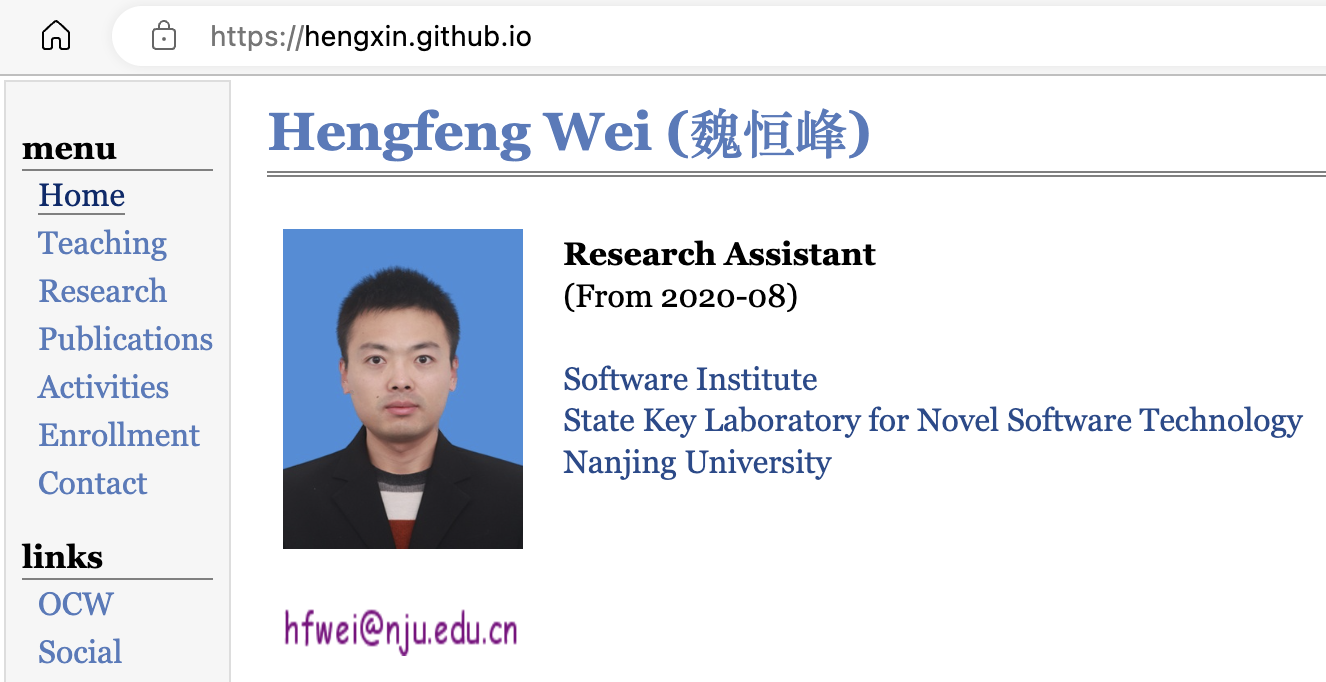 https://hengxin.github.io
menu
Home
Teaching
Research
Publications
Activities
Enrollment
Contact
links
OCW
Social
Hengfeng Wei (魏恒峰)
Research Assistant
(From 2020-08)
Software Institute
State Key Laboratory for Novel Software Technology
Nanjing University
hfwei@nju.edu.cn